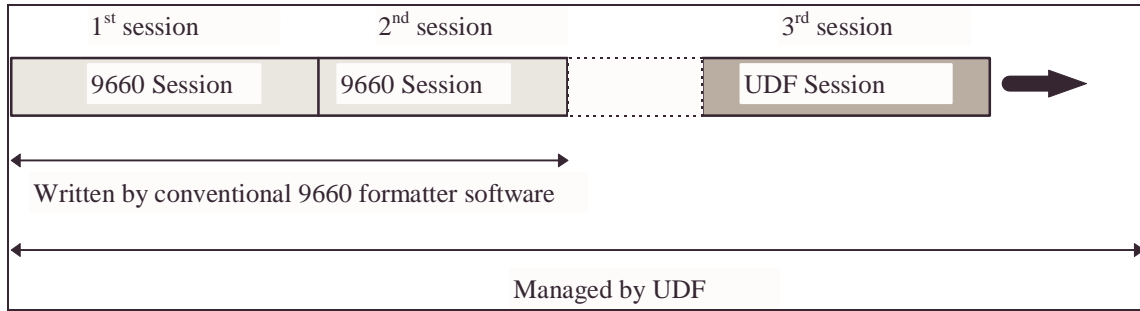 1st session 2nd session 3rd session
9660 Session 9660 Session UDF Session
Written by conventional 9660 formatter software
Managed by UDF